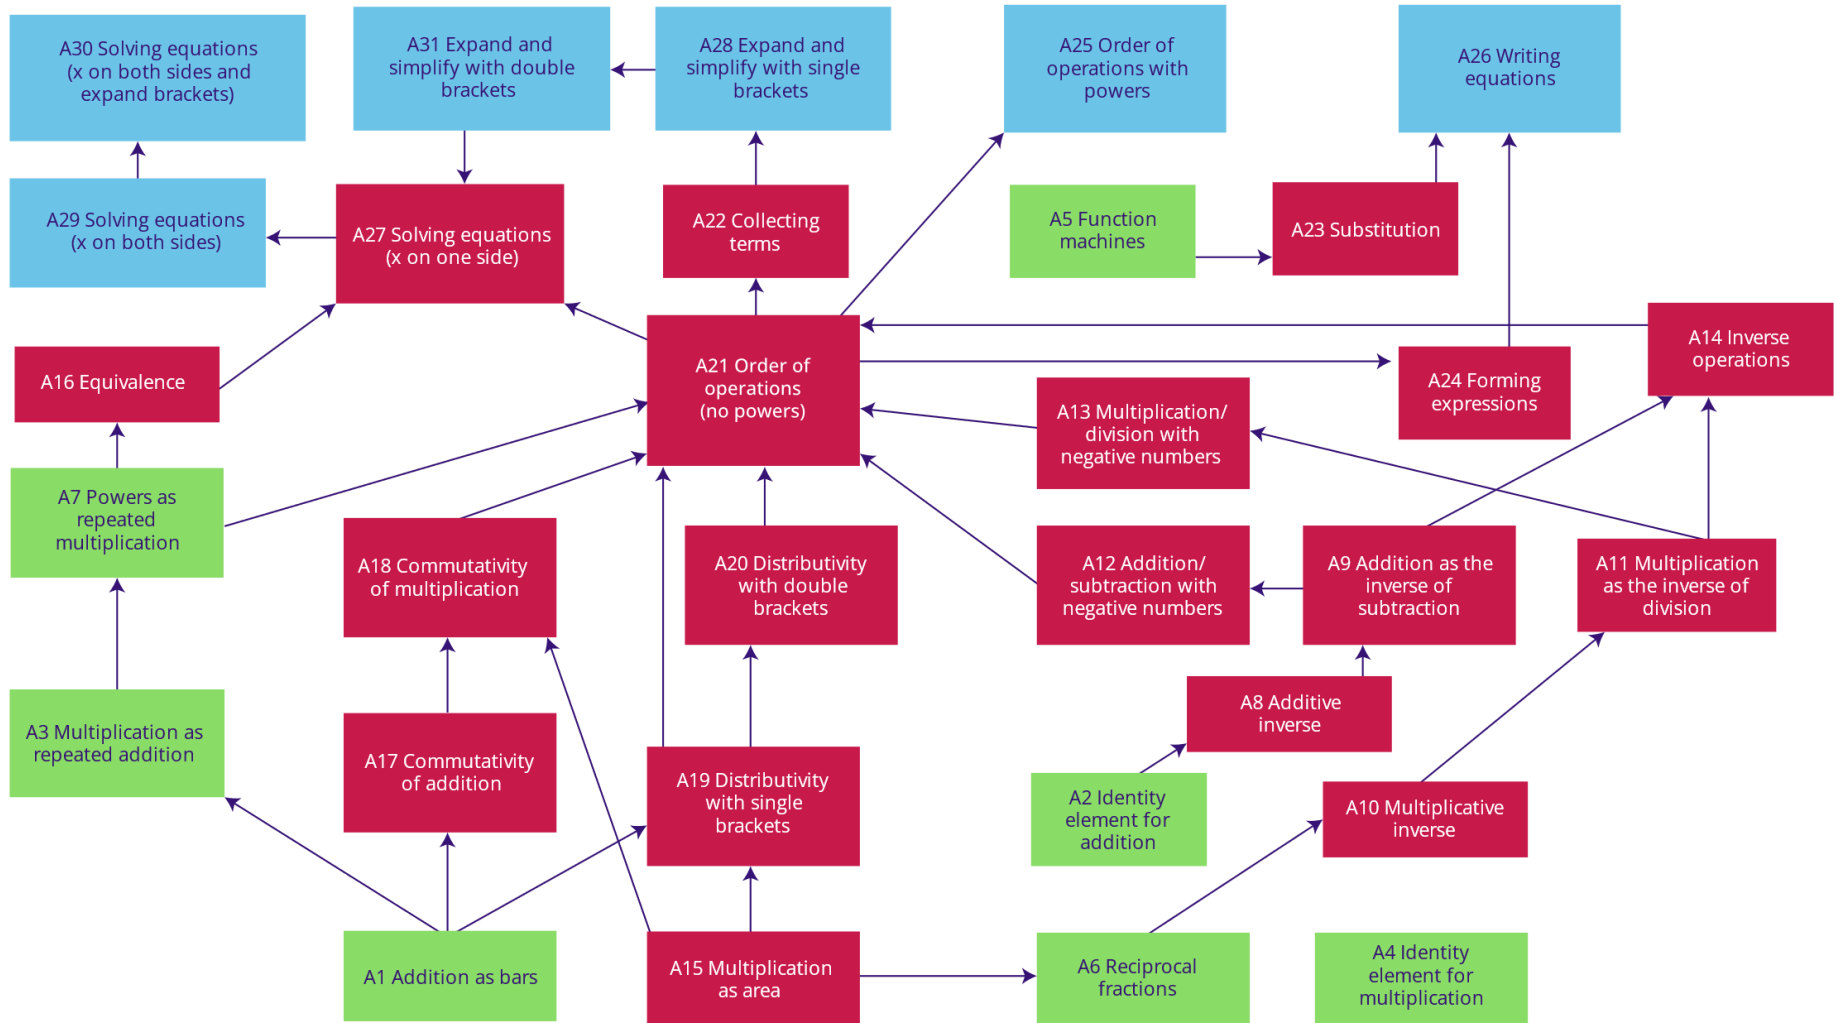 A30 Solving equations
(x on both sides and
expand brackets)
A31 Expand and
simplify with double
brackets
A28 Expand and
simplify with single
brackets
A25 Order of
operations with
powers
A26 Writing
equations
A29 Solving equations
(x on both sides)
A27 Solving equations
(x on one side)
A22 Collecting
terms
A5 Function
machines
A23 Substitution
A16 Equivalence
A21 Order of
operations
(no powers)
A14 Inverse
operations
A24 Forming
expressions
A13 Multiplication/
division with
negative numbers
A7 Powers as
repeated
multiplication
A18 Commutativity
of multiplication
A20 Distributivity
with double
brackets
A12 Addition/
subtraction with
negative numbers
A9 Addition as the
inverse of
subtraction
A11 Multiplication
as the inverse of
division
A3 Multiplication as
repeated addition
A17 Commutativity
of addition
A19 Distributivity
with single
brackets
A8 Additive
inverse
A2 Identity
element for
addition
A10 Multiplicative
inverse
A1 Addition as bars
A15 Multiplication
as area
A6 Reciprocal
fractions
A4 Identity
element for
multiplication